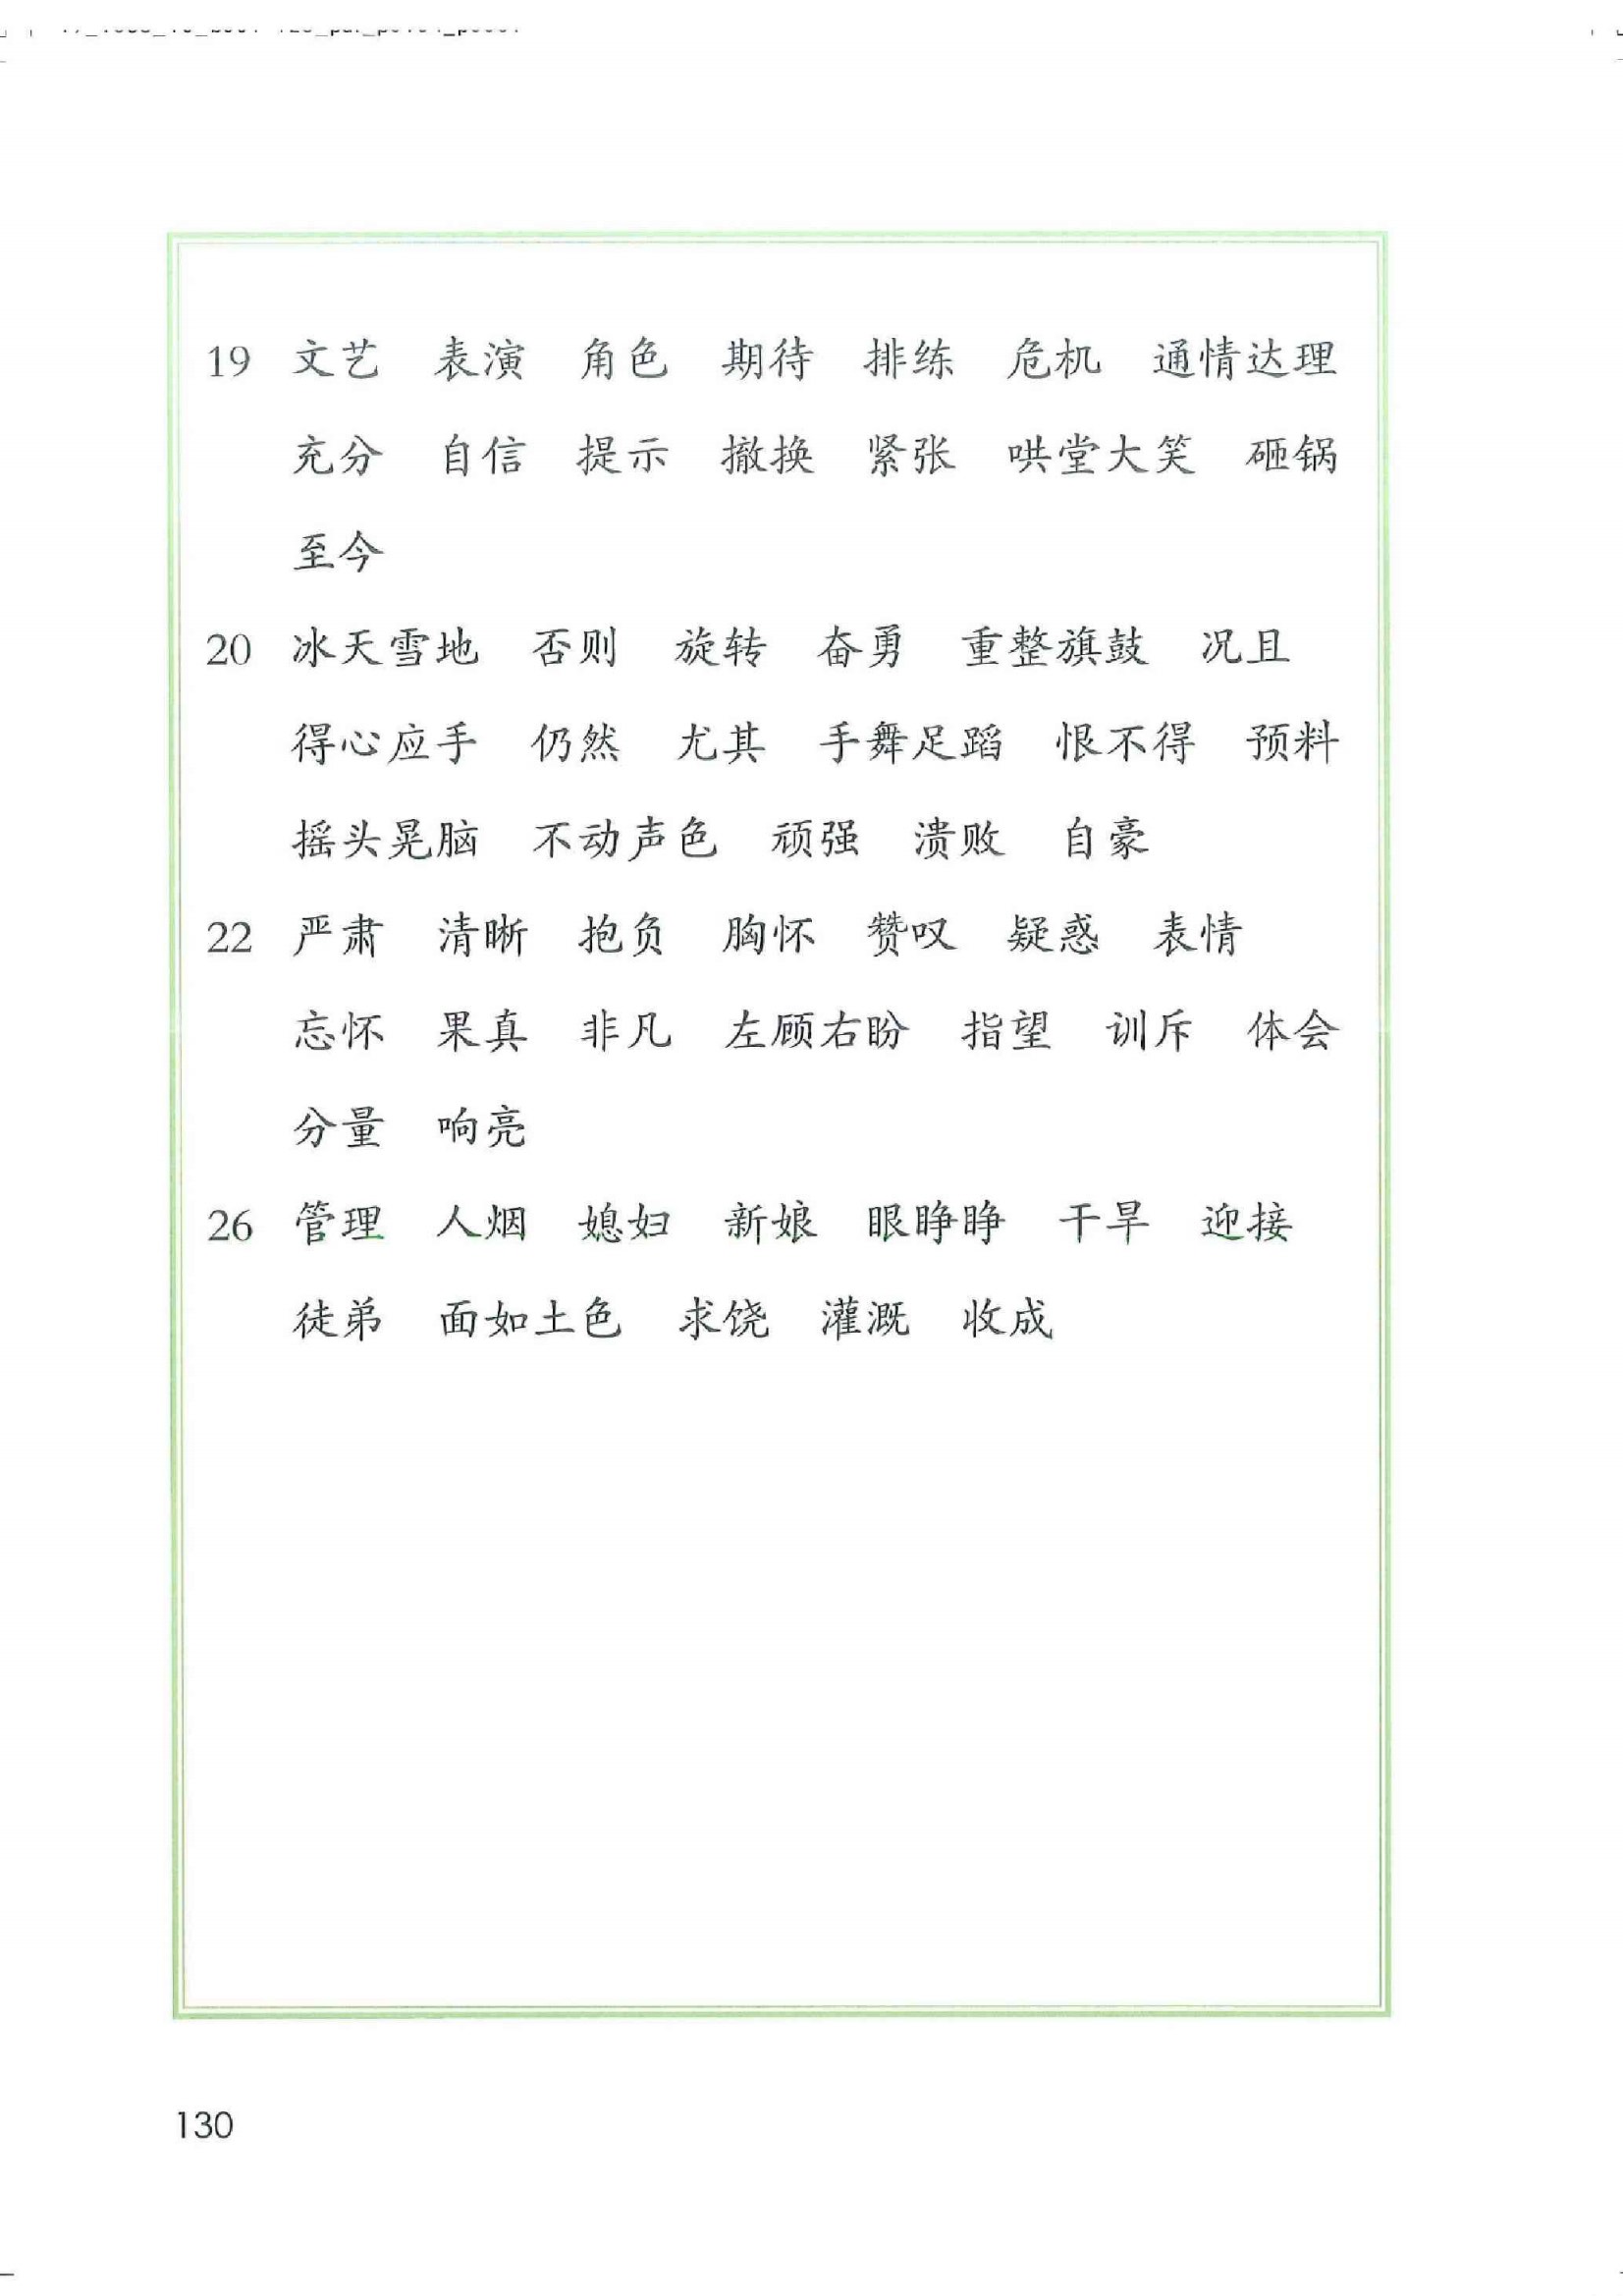 19 文艺 表演 角色 期待 排练 危机 通情达理
充分 自信 提示 撤换 紧张 哄堂大笑 砸锅
至今
20 冰天雪地 否则 旋转 奋勇 重整旗鼓 况且
得心应手 仍然 尤其 手舞足蹈 恨不得 预料
摇头晃脑 不动声色 顽强 溃败 自豪
22 严肃 清晰 抱负 胸怀 赞叹 疑惑 表情
忘怀 果真 非凡 左顾右盼 指望 训斥 体会
分量 响亮
26 管理 人烟 媳妇 新娘 眼睁睁 干旱 迎接
徒弟 面如土色 求饶 灌溉 收成
130